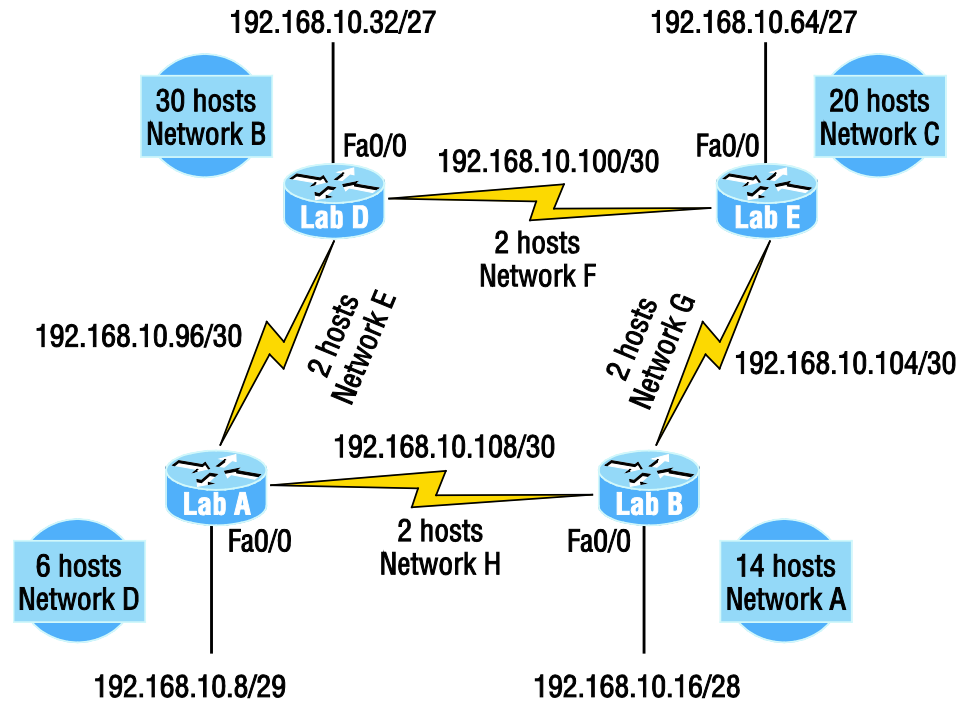 192.168.10.32/27
192.168.10.64/27
30 hosts
Network B
20 hosts
Network C
Fa0/0
Fa0/0
192.168.10.100/30
Lab D
Lab E
2 hosts
Network F
192.168.10.96/30
2 hosts
Network E
2 hosts
Network G
192.168.10.104/30
192.168.10.108/30
Lab A
Lab B
Fa0/0
2 hosts
Network H
Fa0/0
6 hosts
Network D
14 hosts
Network A
192.168.10.8/29
192.168.10.16/28